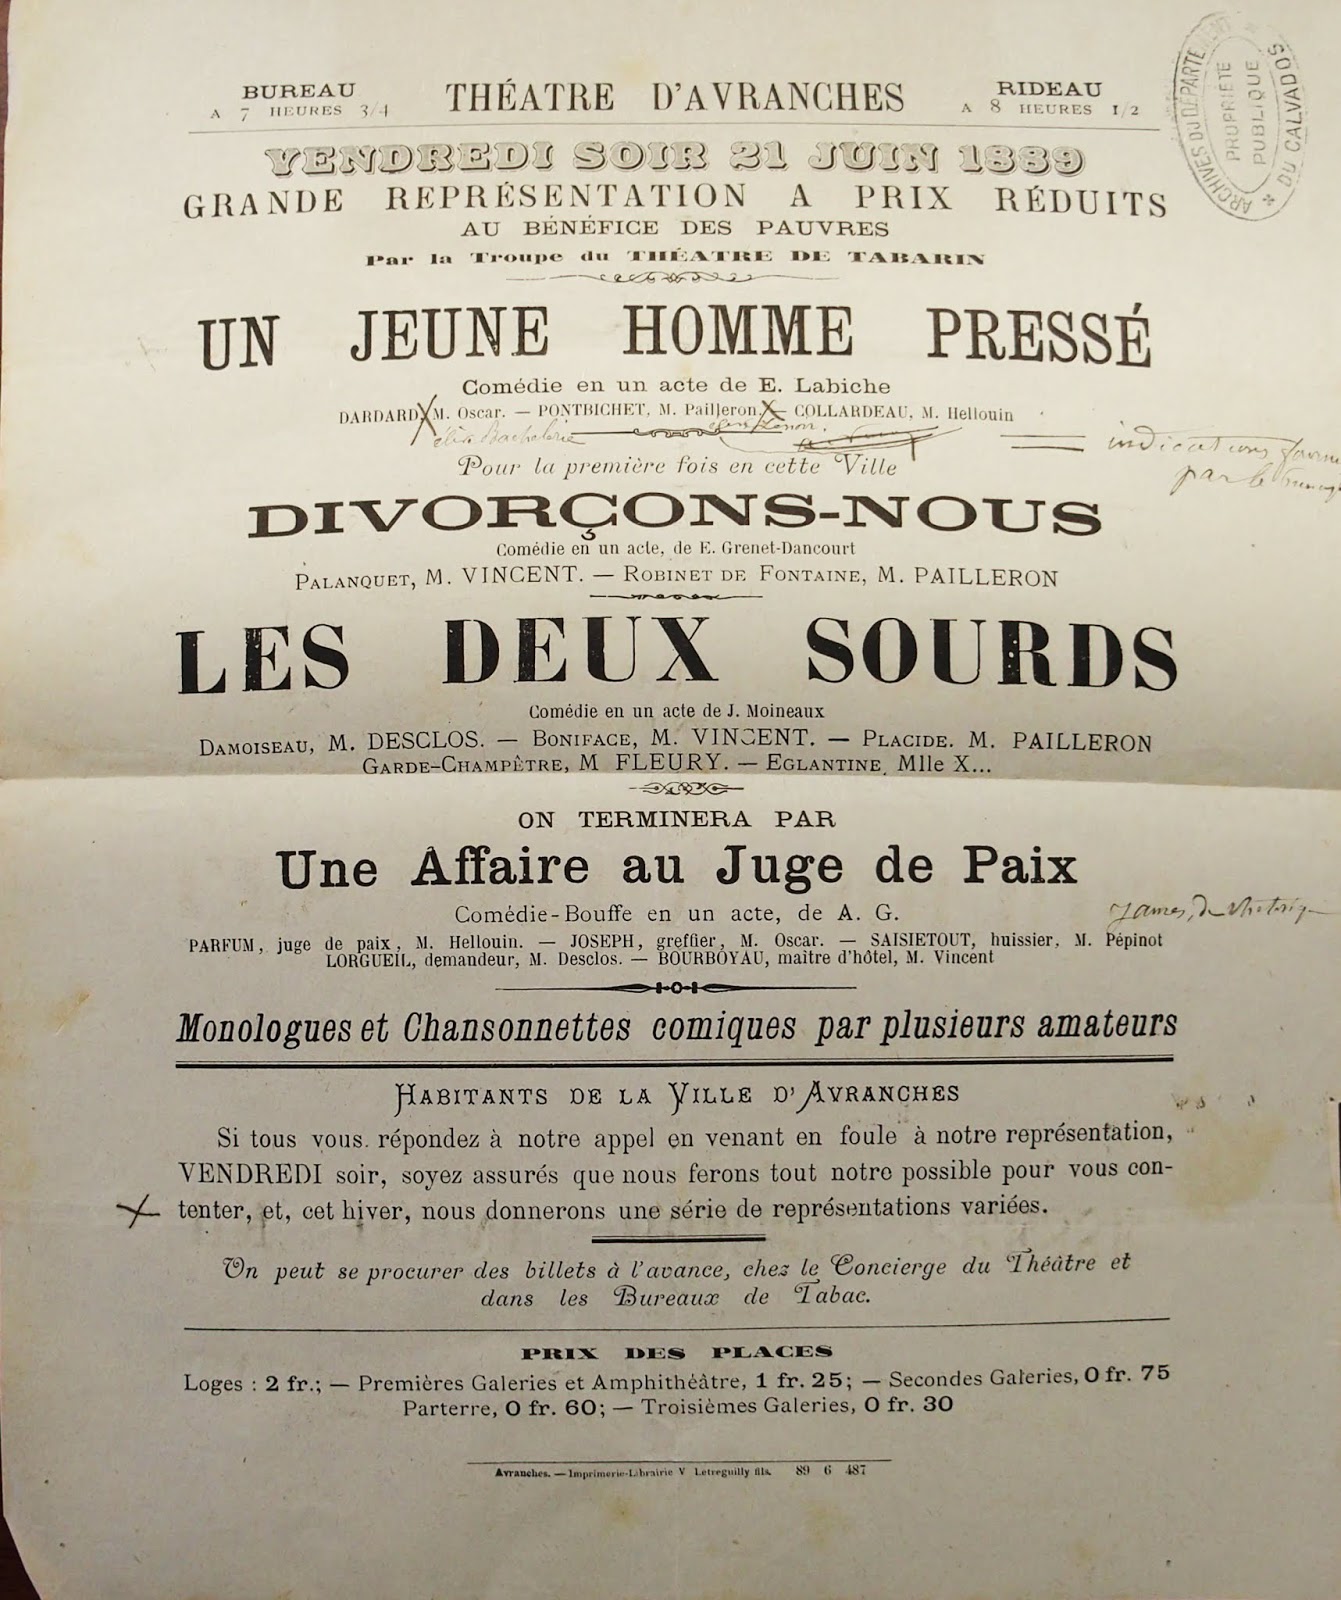 BUREAU
A 7 HEURES 3/4
THÉATRE D'AVRANCHES
RIDEAU
A 8 HEURES 1/2
ARCHIVES DU DÉPARTEMENT DU CALVADOS
PROPRIÉTÉ
PUBLIQUE
VENDREDI SOIR 21 JUIN 1889
GRANDE REPRÉSENTATION A PRIX RÉDUITS
AU BÉNÉFICE DES PAUVRES
Par la Troupe du THÉATRE DE TABARIN
UN JEUNE HOMME PRESSÉ
Comédie en un acte de E. Labiche
DARDARD, M. Oscar. — PONTBICHET, M. Pailleron. — COLLARDEAU, M. Hellouin
indications
par le
Pour la première fois en cette Ville
DIVORÇONS-NOUS
Comédie en un acte, de E. Grenet-Dancourt
PALANQUET, M. VINCENT. — ROBINET DE FONTAINE, M. PAILLERON
LES DEUX SOURDS
Comédie en un acte de J. Moineaux
DAMOISEAU, M. DESCLOS. — BONIFACE, M. VINCENT. — PLACIDE. M. PAILLERON
GARDE-CHAMPÊTRE, M FLEURY. — EGLANTINE, Mlle X...
ON TERMINERA PAR
Une Affaire au Juge de Paix
Comédie-Bouffe en un acte, de A. G.
PARFUM, juge de paix, M. Hellouin. — JOSEPH, greffier, M. Oscar. — SAISIETOUT, huissier, M. Pépinot
LORGUEIL, demandeur, M. Desclos. — BOURBOYAU, maitre d'hôtel, M. Vincent
Monologues et Chansonnettes comiques par plusieurs amateurs
HABITANTS DE LA VILLE D'AVRANCHES
Si tous vous. répondez à notre appel en venant en foule à notre représentation,
VENDREDI soir, soyez assurés que nous ferons tout notre possible pour vous con-
tenter, et, cet hiver, nous donnerons une série de représentations variées.
On peut se procurer des billets à l'avance, chez le Concierge du Théâtre et
dans les Bureaux de Tabac.
PRIX DES PLACES
Loges : 2 fr.; — Premières Galeries et Amphithéâtre, 1 fr. 25; — Secondes Galeries, 0 fr. 75
Parterre, 0 fr. 60; — Troisièmes Galeries, 0 fr. 30
Avranches. — Imprimerie-Librairie V Letreguilly fils. 89 6 487